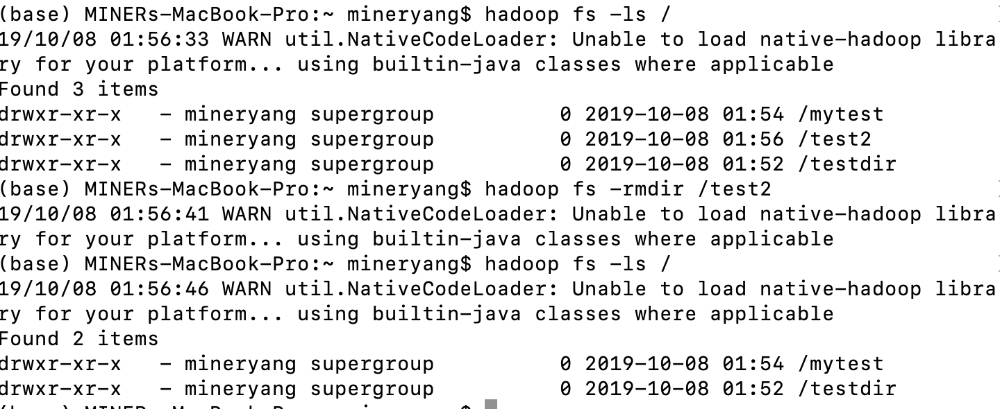 (base) MINERs-MacBook-Pro:~ mineryang$ hadoop fs -ls /
19/10/08 01:56:33 WARN util.NativeCodeLoader: Unable to load native-hadoop libra
ry for your platform... using builtin-java classes where applicable
Found 3 items
drwxr-xr-x   - mineryang supergroup          0 2019-10-08 01:54 /mytest
drwxr-xr-x   - mineryang supergroup          0 2019-10-08 01:56 /test2
drwxr-xr-x   - mineryang supergroup          0 2019-10-08 01:52 /testdir
(base) MINERs-MacBook-Pro:~ mineryang$ hadoop fs -rmdir /test2
19/10/08 01:56:41 WARN util.NativeCodeLoader: Unable to load native-hadoop libra
ry for your platform... using builtin-java classes where applicable
(base) MINERs-MacBook-Pro:~ mineryang$ hadoop fs -ls /
19/10/08 01:56:46 WARN util.NativeCodeLoader: Unable to load native-hadoop libra
ry for your platform... using builtin-java classes where applicable
Found 2 items
drwxr-xr-x   - mineryang supergroup          0 2019-10-08 01:54 /mytest
drwxr-xr-x   - mineryang supergroup          0 2019-10-08 01:52 /testdir